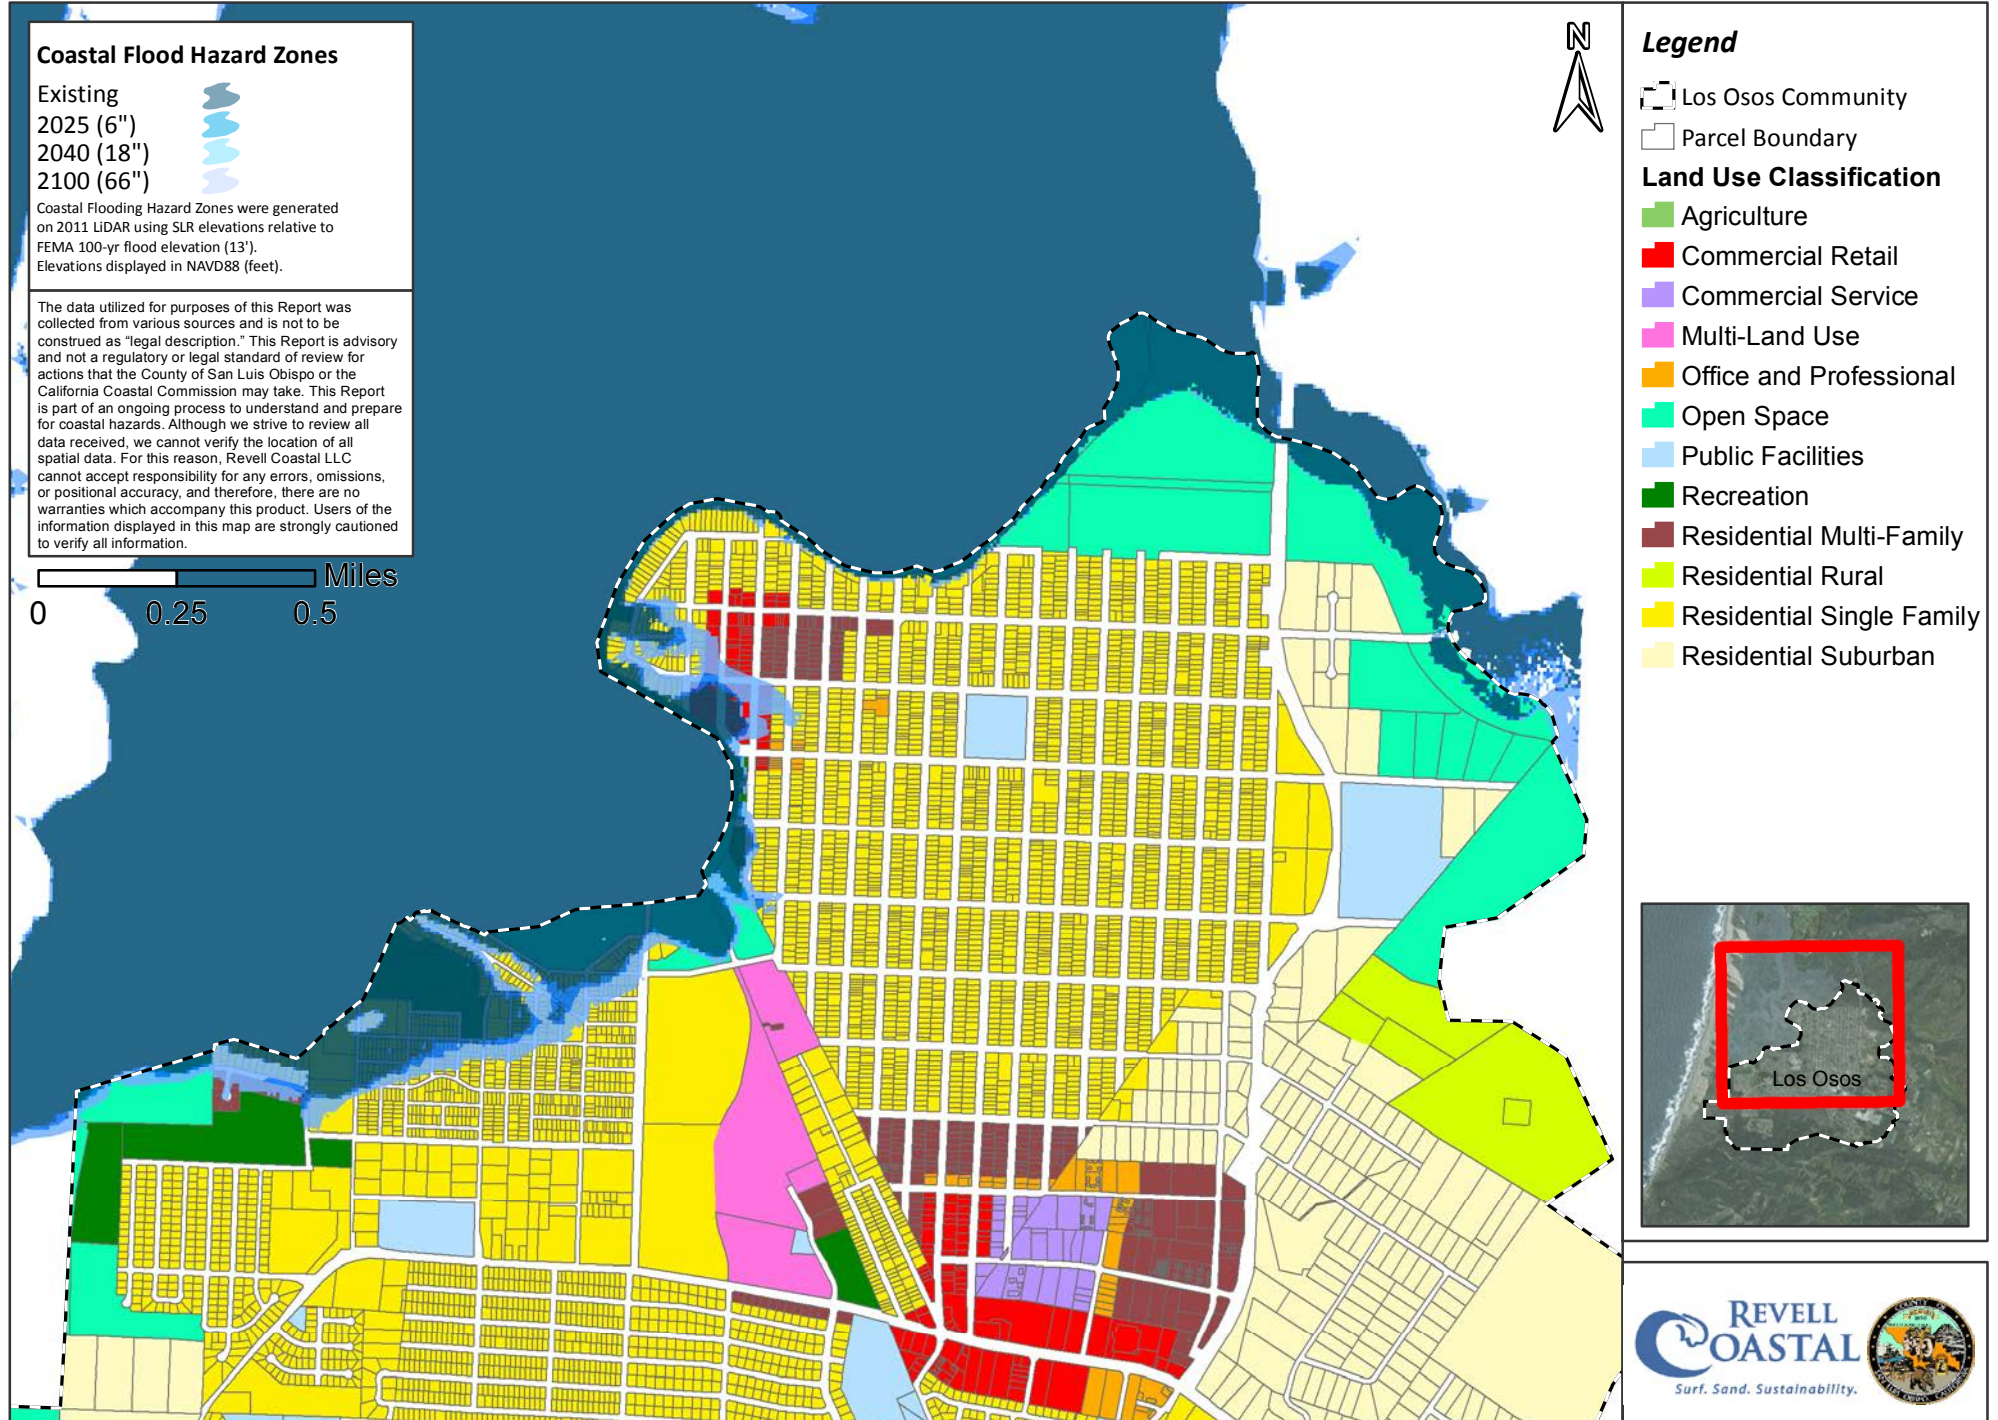 Coastal Flood Hazard Zones
Existing
2025 (6")
2040 (18")
2100 (66")
Coastal Flooding Hazard Zones were generated
on 2011 LiDAR using SLR elevations relative to
FEMA 100-yr flood elevation (13').
Elevations displayed in NAVD88 (feet).
The data utilized for purposes of this Report was
collected from various sources and is not to be
construed as “legal description.” This Report is advisory
and not a regulatory or legal standard of review for
actions that the County of San Luis Obispo or the
California Coastal Commission may take. This Report
is part of an ongoing process to understand and prepare
for coastal hazards. Although we strive to review all
data received, we cannot verify the location of all
spatial data. For this reason, Revell Coastal LLC
cannot accept responsibility for any errors, omissions,
or positional accuracy, and therefore, there are no
warranties which accompany this product. Users of the
information displayed in this map are strongly cautioned
to verify all information.
Miles
0 0.25 0.5
N
Legend
Los Osos Community
Parcel Boundary
Land Use Classification
Agriculture
Commercial Retail
Commercial Service
Multi-Land Use
Office and Professional
Open Space
Public Facilities
Recreation
Residential Multi-Family
Residential Rural
Residential Single Family
Residential Suburban
Los Osos
REVELL
COASTAL
Surf. Sand. Sustainability.
COUNTY OF